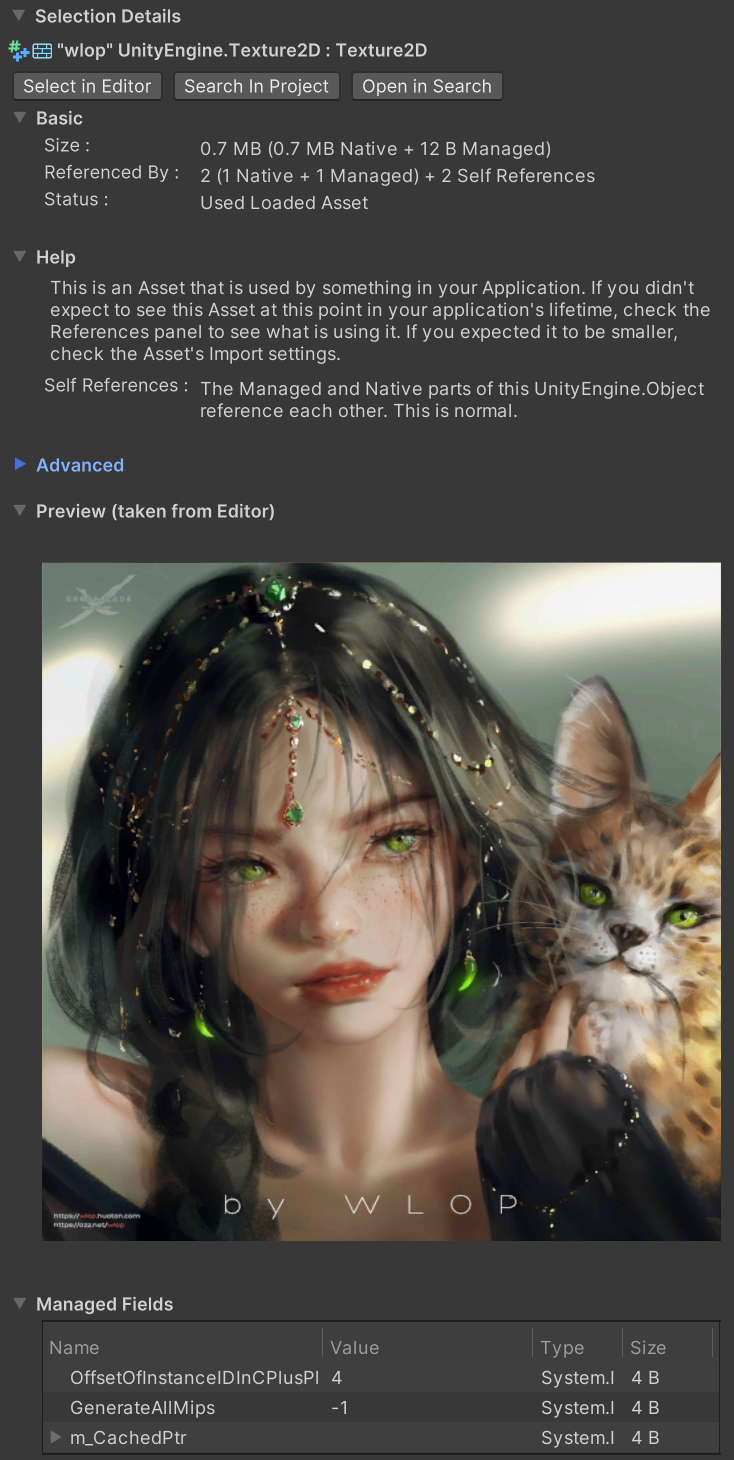 Selection Details
"wlop" UnityEngine.Texture2D : Texture2D
Select in Editor Search In Project Open in Search
Basic
Size : 0.7 MB (0.7 MB Native + 12 B Managed)
Referenced By : 2 (1 Native + 1 Managed) + 2 Self References
Status : Used Loaded Asset
Help
This is an Asset that is used by something in your Application. If you didn't
expect to see this Asset at this point in your application's lifetime, check the
References panel to see what is using it. If you expected it to be smaller,
check the Asset's Import settings.
Self References : The Managed and Native parts of this UnityEngine.Object
reference each other. This is normal.
Advanced
Preview (taken from Editor)
by WLOP
https://wlop.huotan.com
https://azz.net/wlop
Managed Fields
Name Value Type Size
OffsetOfInstanceIDInCPlusPl 4 System.I 4 B
GenerateAllMips -1 System.I 4 B
m_CachedPtr System.I 4 B